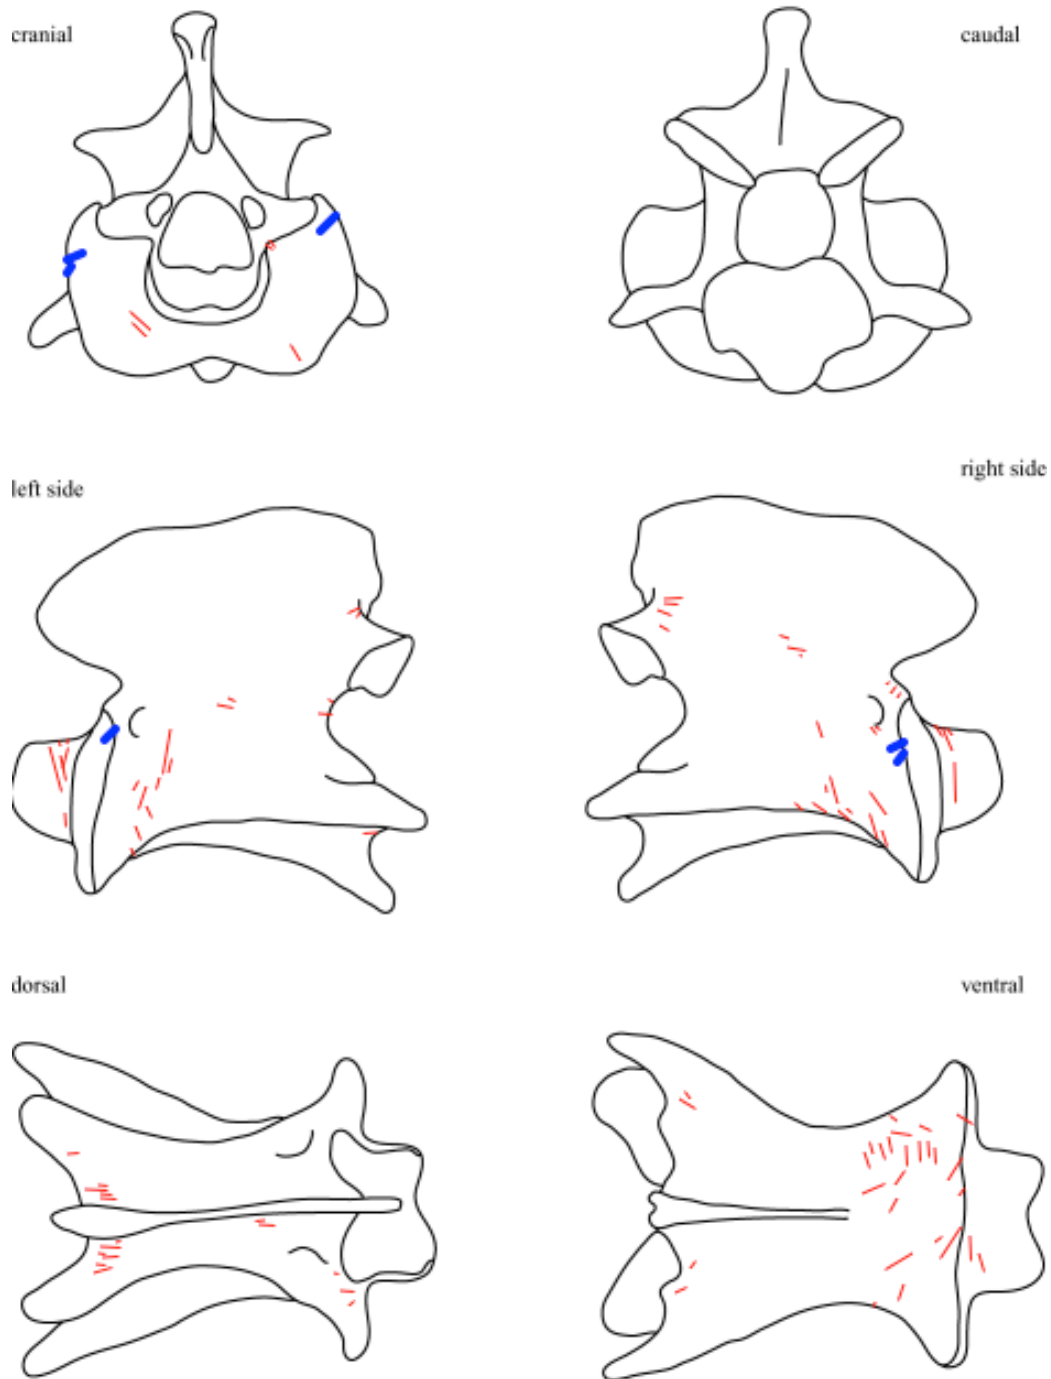 cranial
caudal
left side
right side
dorsal
ventral